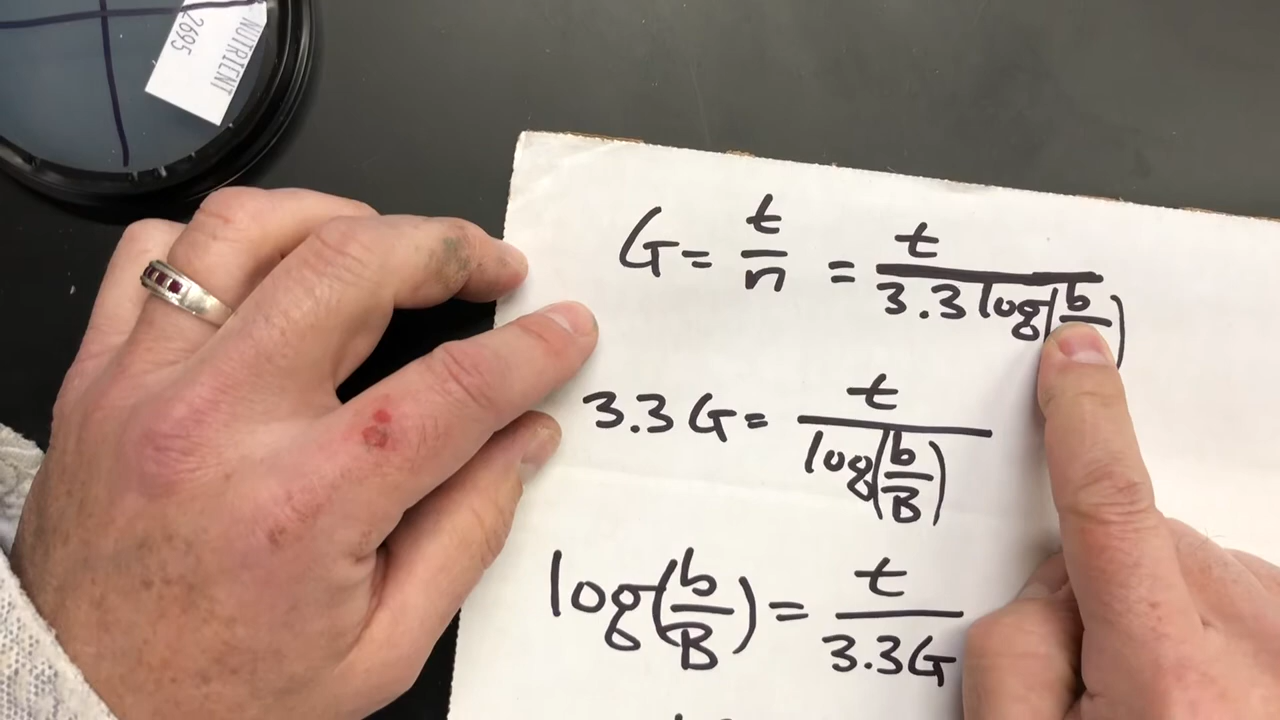 NUTRIENT
2695
G = t/n = t/3.3 log(b/)
3.3 G = t/log(b/B)
log(b/B) = t/3.3G